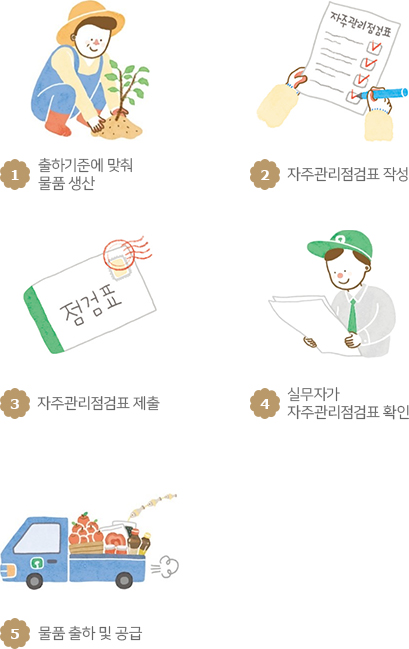 자주관리점검표
1
출하기준에 맞춰
물품 생산
2
자주관리점검표 작성
점검표
3
자주관리점검표 제출
4
실무자가
자주관리점검표 확인
5
물품 출하 및 공급